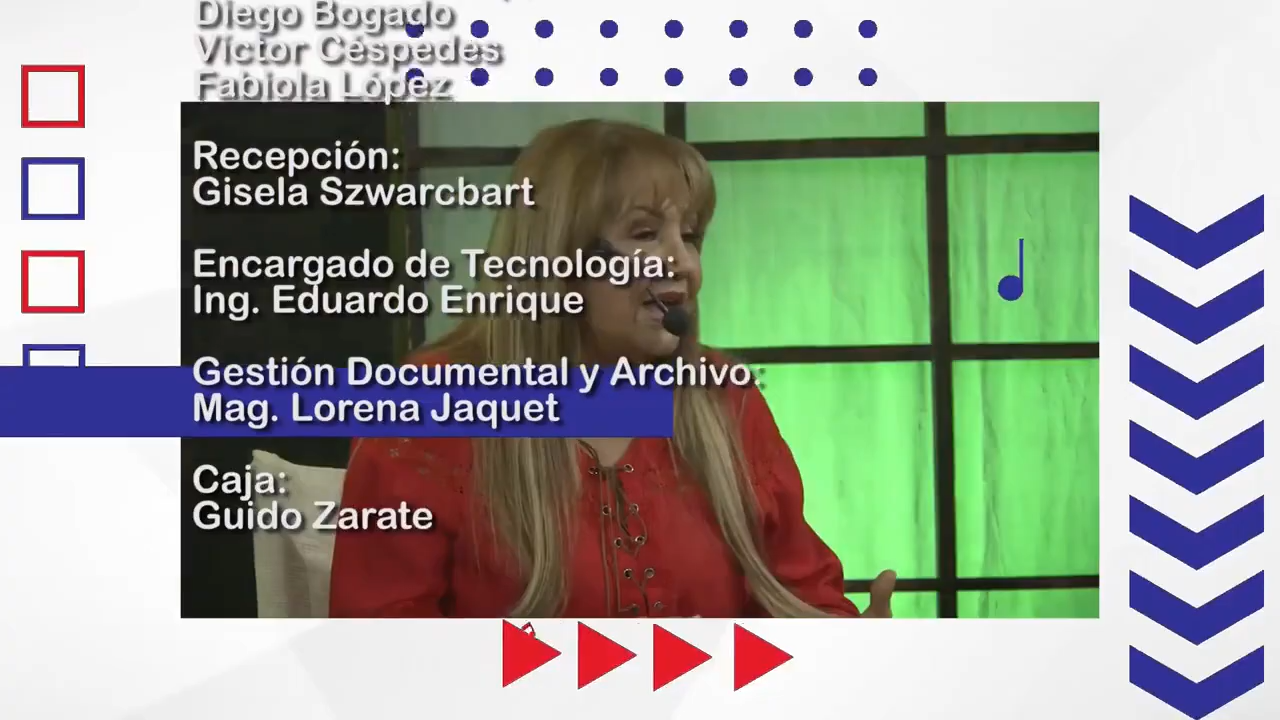 Diego Bogado
Víctor Céspedes
Fabiola López
Recepción:
Gisela Szwarcbart
Encargado de Tecnología:
Ing. Eduardo Enrique
Gestión Documental y Archivo:
Mag. Lorena Jaquet
Caja:
Guido Zarate